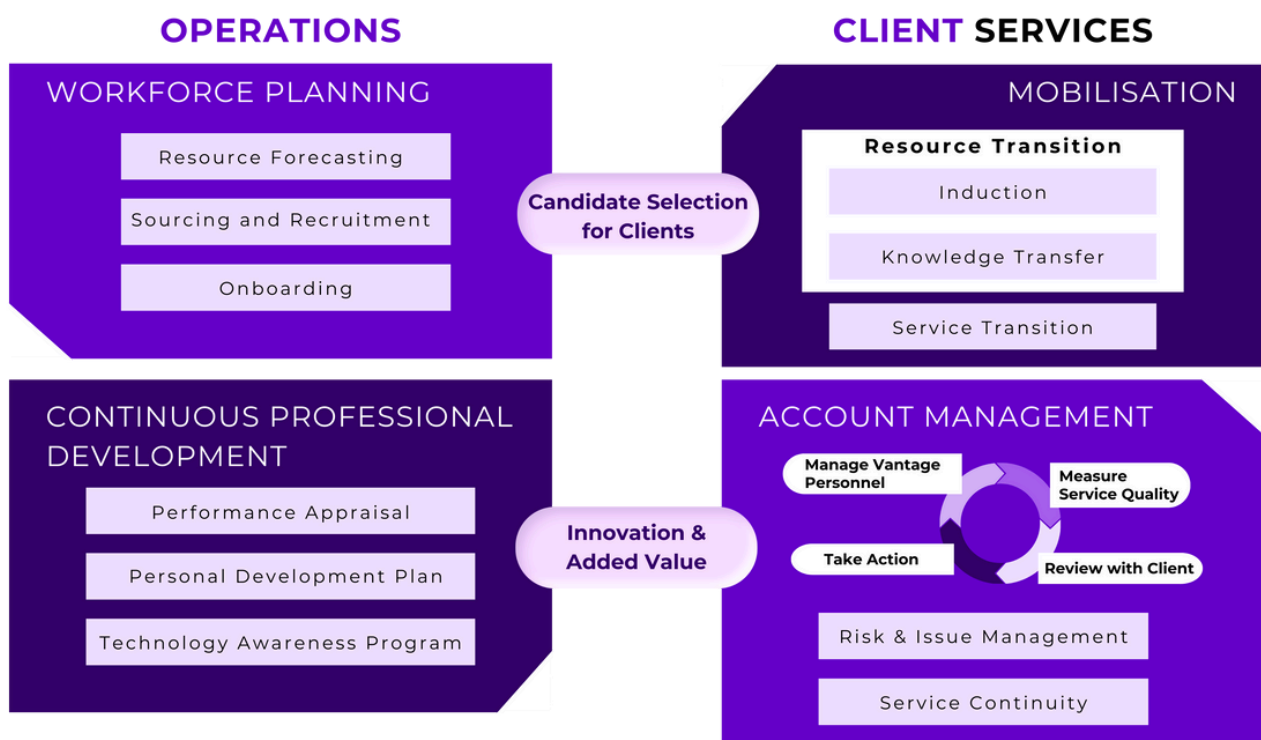 OPERATIONS
WORKFORCE PLANNING
Resource Forecasting
Sourcing and Recruitment
Onboarding
CONTINUOUS PROFESSIONAL
DEVELOPMENT
Performance Appraisal
Personal Development Plan
Technology Awareness Program
Candidate Selection
for Clients
Innovation &
Added Value
CLIENT SERVICES
MOBILISATION
Resource Transition
Induction
Knowledge Transfer
Service Transition
ACCOUNT MANAGEMENT
Manage Vantage
Personnel
Measure
Service Quality
Take Action
Review with Client
Risk & Issue Management
Service Continuity